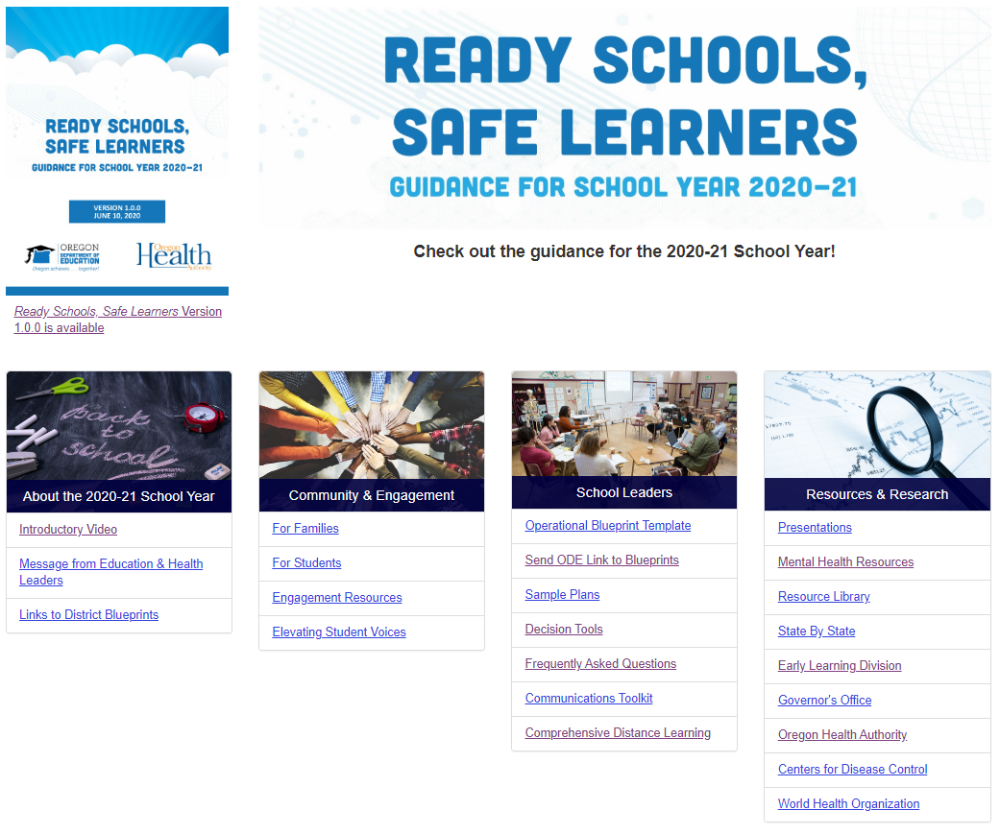 READY SCHOOLS,
SAFE LEARNERS
GUIDANCE FOR SCHOOL YEAR 2020–21
VERSION 1.0.0
JUNE 10, 2020
OREGON
DEPARTMENT OF
EDUCATION
Oregon achieves . . . together!
Oregon
Health
Authority
Ready Schools, Safe Learners Version
1.0.0 is available
READY SCHOOLS,
SAFE LEARNERS
GUIDANCE FOR SCHOOL YEAR 2020–21
Check out the guidance for the 2020-21 School Year!
back
to
school
About the 2020-21 School Year
Introductory Video
Message from Education & Health
Leaders
Links to District Blueprints
Community & Engagement
For Families
For Students
Engagement Resources
Elevating Student Voices
School Leaders
Operational Blueprint Template
Send ODE Link to Blueprints
Sample Plans
Decision Tools
Frequently Asked Questions
Communications Toolkit
Comprehensive Distance Learning
Resources & Research
Presentations
Mental Health Resources
Resource Library
State By State
Early Learning Division
Governor's Office
Oregon Health Authority
Centers for Disease Control
World Health Organization